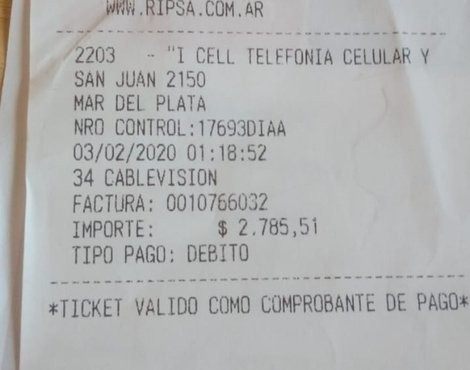 WWW.RIPSA.COM.AR
2203 - "I CELL TELEFONIA CELULAR Y
SAN JUAN 2150
MAR DEL PLATA
NRO CONTROL:17693DIAA
03/02/2020 01:18:52
34 CABLEVISION
FACTURA: 0010766032
IMPORTE: $ 2.785,51
TIPO PAGO: DEBITO
*TICKET VALIDO COMO COMPROBANTE DE PAGO*